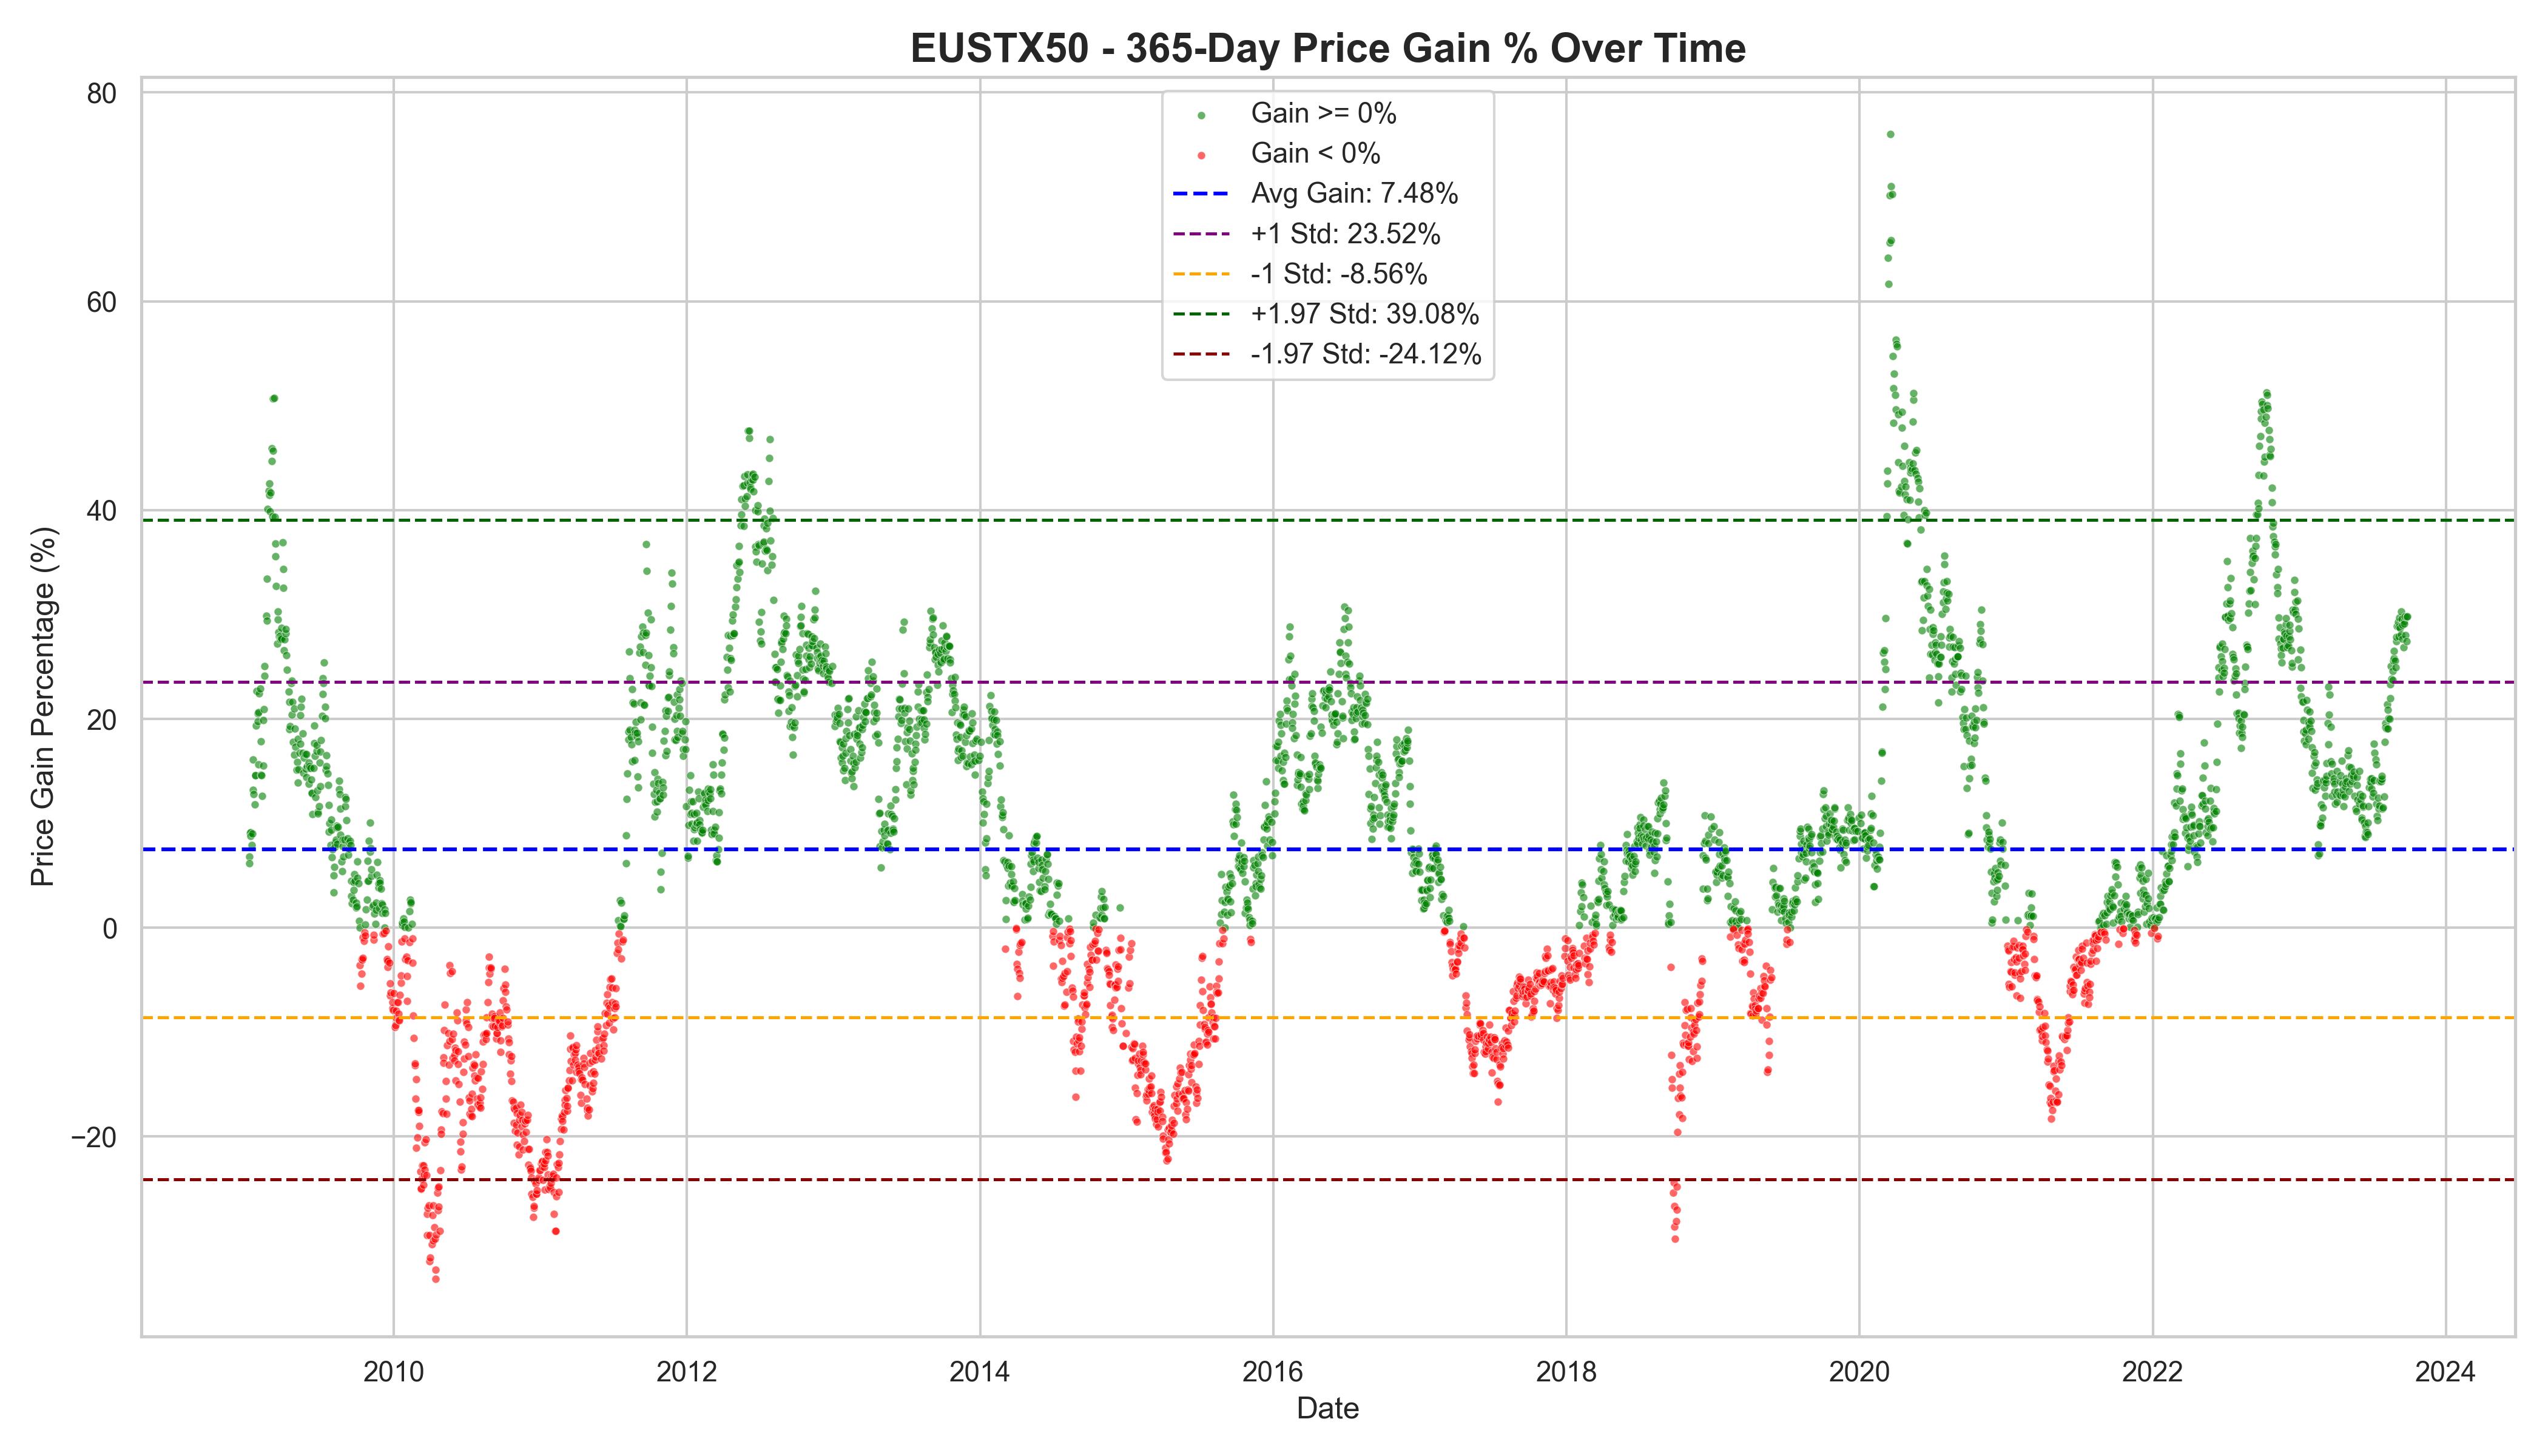 EUSTX50 - 365-Day Price Gain % Over Time
Gain >= 0%
Gain < 0%
Avg Gain: 7.48%
+1 Std: 23.52%
-1 Std: -8.56%
+1.97 Std: 39.08%
-1.97 Std: -24.12%
Price Gain Percentage (%)
80
60
40
20
0
−20
2010
2012
2014
2016
2018
2020
2022
2024
Date